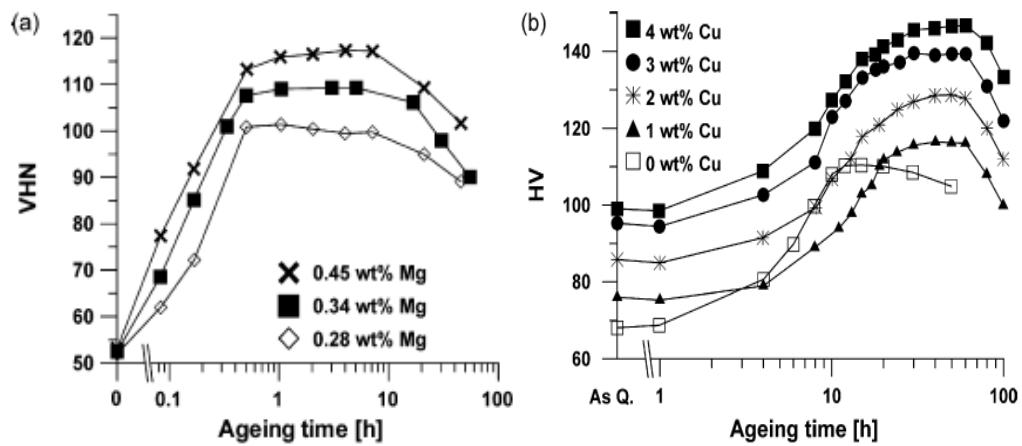 (a)
120
110
100
90
80
70
60
50
VHN
0.45 wt% Mg
0.34 wt% Mg
0.28 wt% Mg
0 0.1 1 10 100
Ageing time [h]
(b)
140
120
100
80
60
HV
4 wt% Cu
3 wt% Cu
2 wt% Cu
1 wt% Cu
0 wt% Cu
As Q. 1 10 100
Ageing time [h]